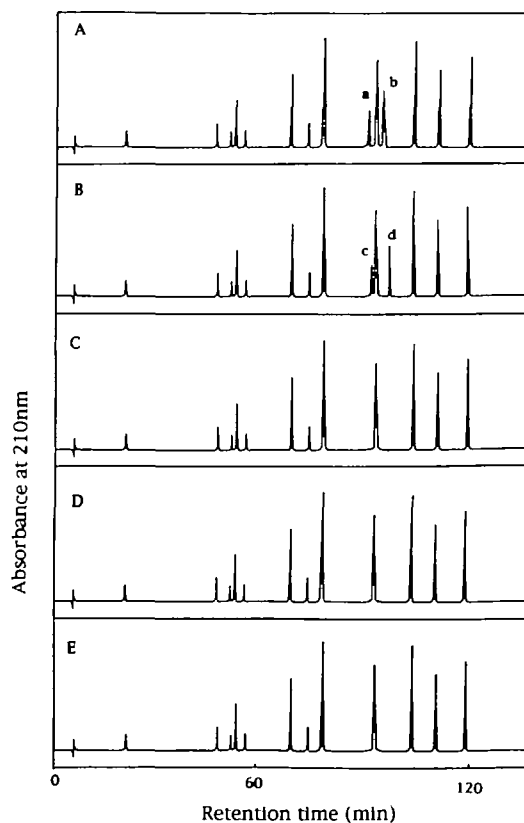 A
a
b
B
c
d
C
D
E
Absorbance at 210nm
0
60
120
Retention time (min)